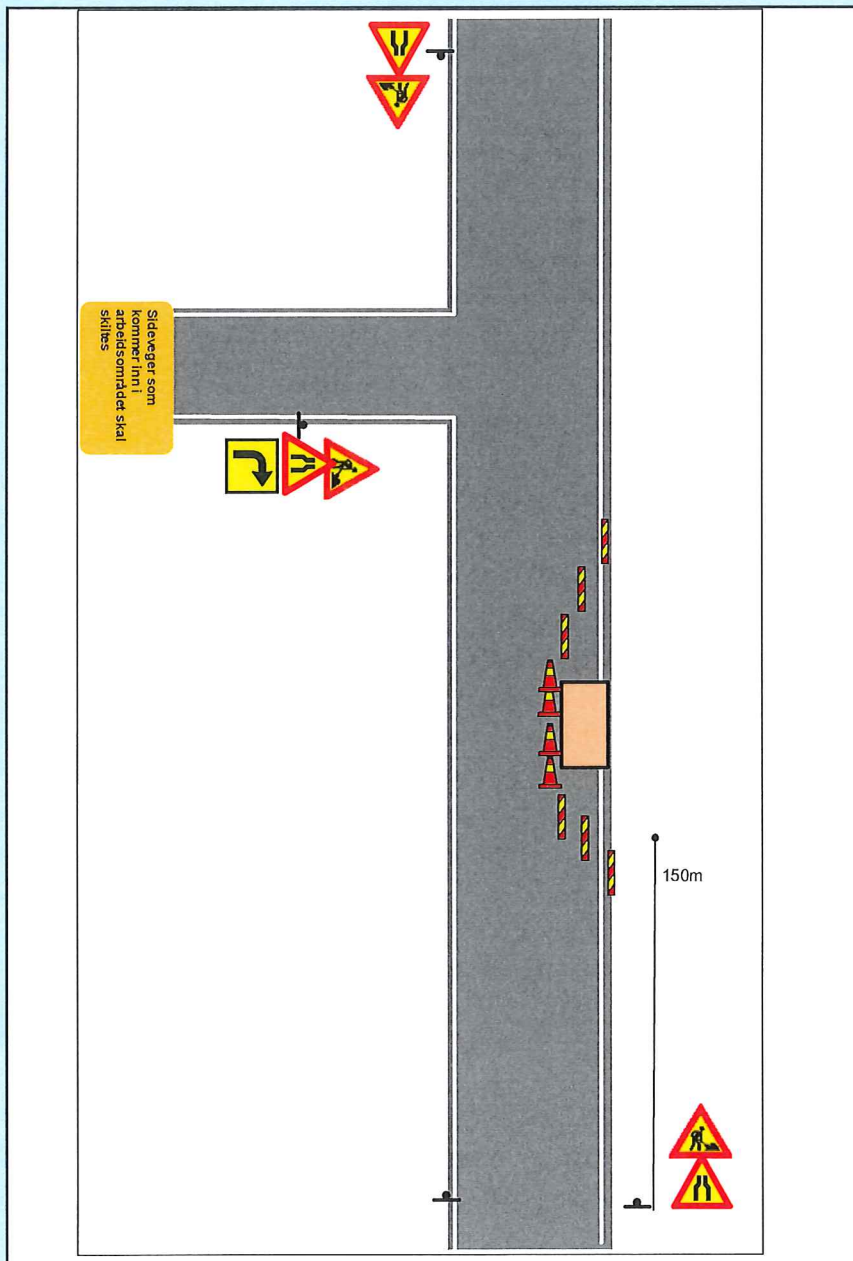 Sideveger som
kommer inn i
arbeidsområdet skal
skiltes
150m